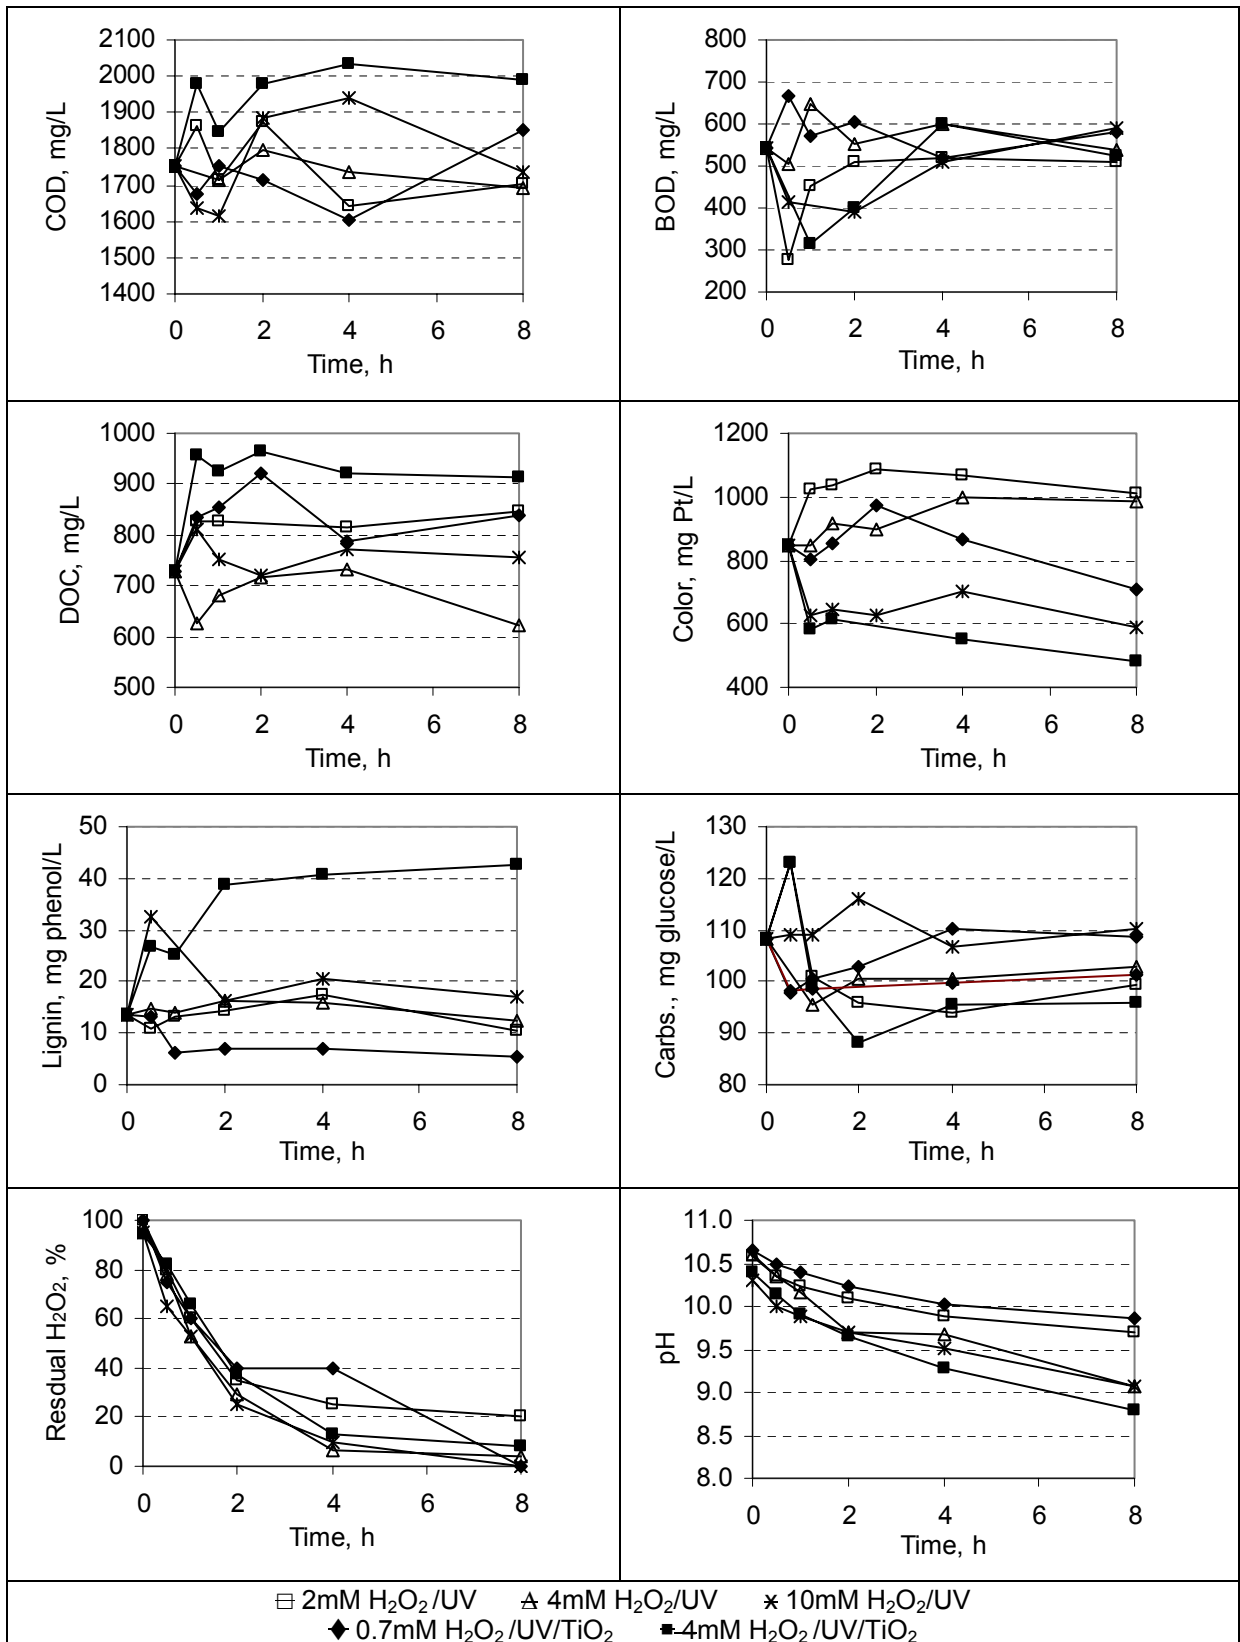 2100
2000
1900
1800
1700
1600
1500
1400
COD, mg/L
0 2 4 6 8
Time, h
800
700
600
500
400
300
200
BOD, mg/L
0 2 4 6 8
Time, h
1000
900
800
700
600
500
DOC, mg/L
0 2 4 6 8
Time, h
1200
1000
800
600
400
Color, mg Pt/L
0 2 4 6 8
Time, h
50
40
30
20
10
0
Lignin, mg phenol/L
0 2 4 6 8
Time, h
130
120
110
100
90
80
Carbs., mg glucose/L
0 2 4 6 8
Time, h
100
80
60
40
20
0
Resdual H₂O₂, %
0 2 4 6 8
Time, h
11.0
10.5
10.0
9.5
9.0
8.5
8.0
pH
0 2 4 6 8
Time, h
2mM H₂O₂ /UV 4mM H₂O₂/UV 10mM H₂O₂/UV
0.7mM H₂O₂ /UV/TiO₂ 4mM H₂O₂ /UV/TiO₂